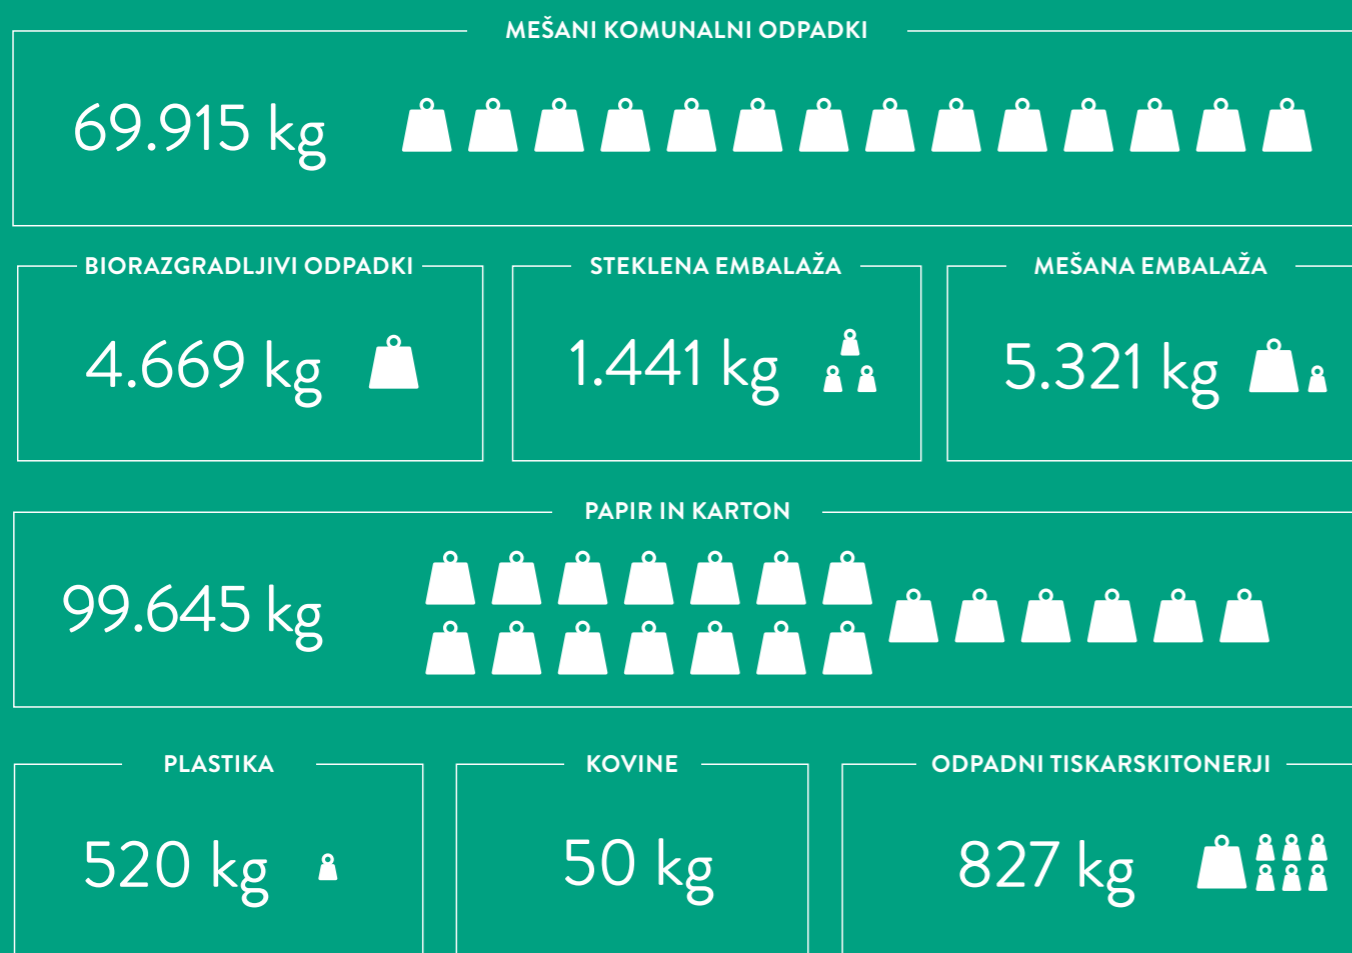 MEŠANI KOMUNALNI ODPADKI
69.915 kg
BIORAZGRADLJIVI ODPADKI
4.669 kg
STEKLENA EMBALAŽA
1.441 kg
MEŠANA EMBALAŽA
5.321 kg
PAPIR IN KARTON
99.645 kg
PLASTIKA
520 kg
KOVINE
50 kg
ODPADNI TISKARSKITONERJI
827 kg